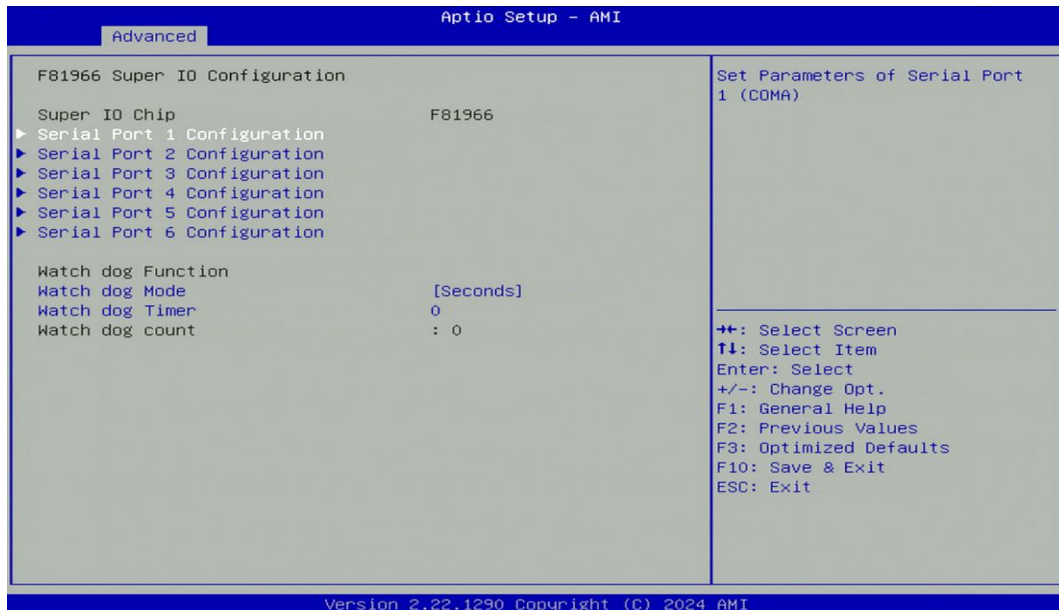 Aptio Setup – AMI
Advanced
F81966 Super IO Configuration
Super IO Chip F81966
▶ Serial Port 1 Configuration
▶ Serial Port 2 Configuration
▶ Serial Port 3 Configuration
▶ Serial Port 4 Configuration
▶ Serial Port 5 Configuration
▶ Serial Port 6 Configuration
Watch dog Function
Watch dog Mode [Seconds]
Watch dog Timer 0
Watch dog count : 0
Set Parameters of Serial Port
1 (COMA)
→←: Select Screen
↑↓: Select Item
Enter: Select
+/-: Change Opt.
F1: General Help
F2: Previous Values
F3: Optimized Defaults
F10: Save & Exit
ESC: Exit
Version 2.22.1290 Copyright (C) 2024 AMI